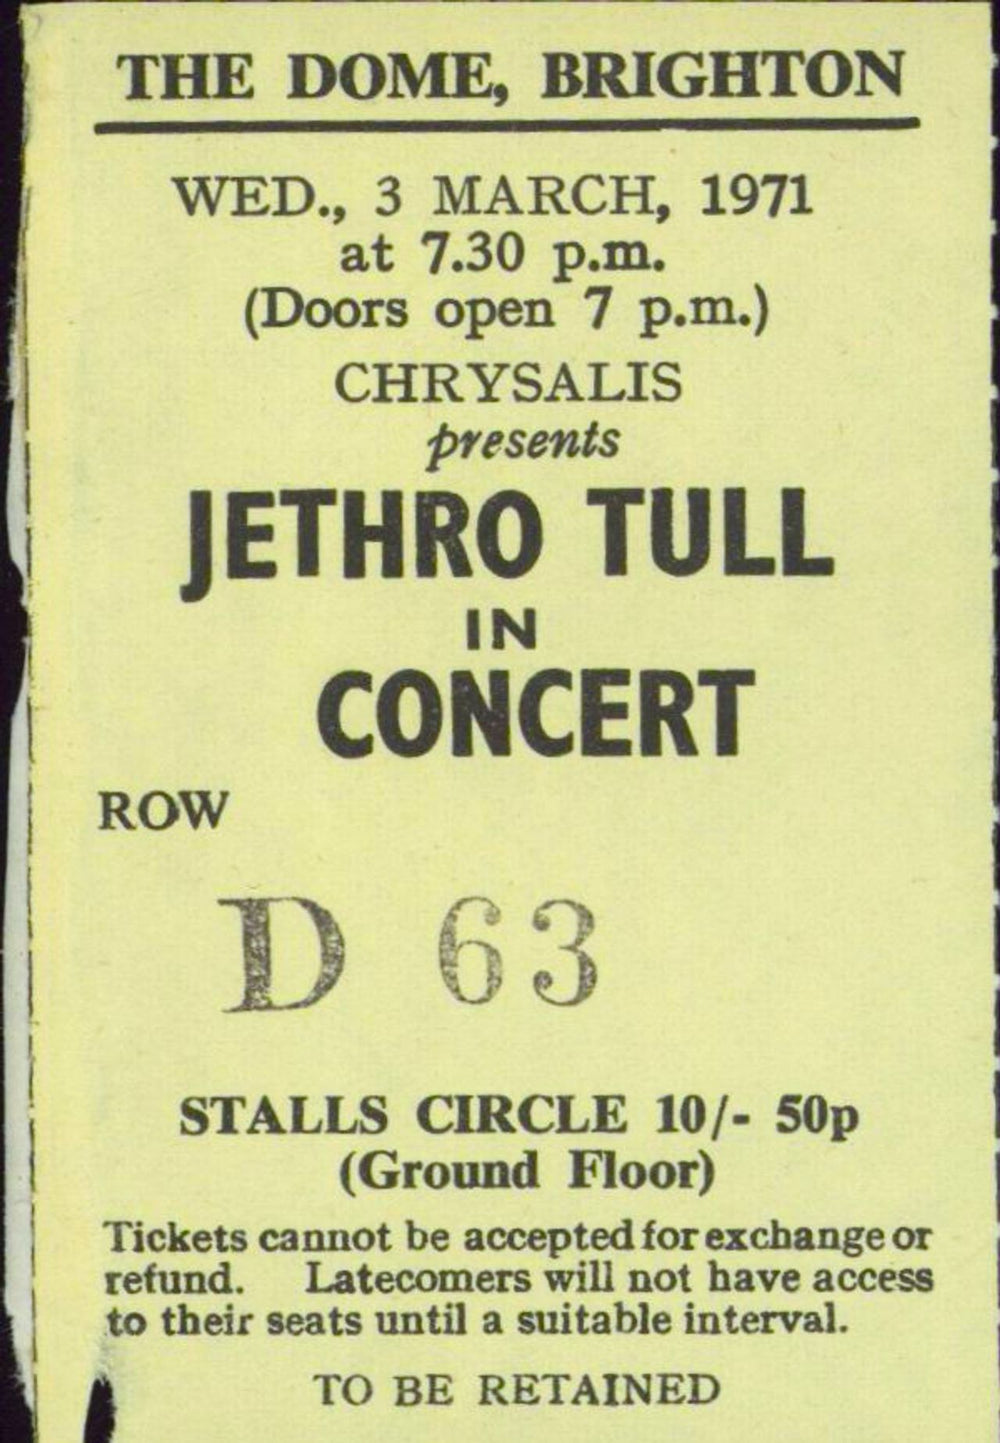 THE DOME, BRIGHTON
WED., 3 MARCH, 1971
at 7.30 p.m.
(Doors open 7 p.m.)
CHRYSALIS
presents
JETHRO TULL
IN
CONCERT
ROW
D 63
STALLS CIRCLE 10/- 50p
(Ground Floor)
Tickets cannot be accepted for exchange or
refund. Latecomers will not have access
to their seats until a suitable interval.
TO BE RETAINED